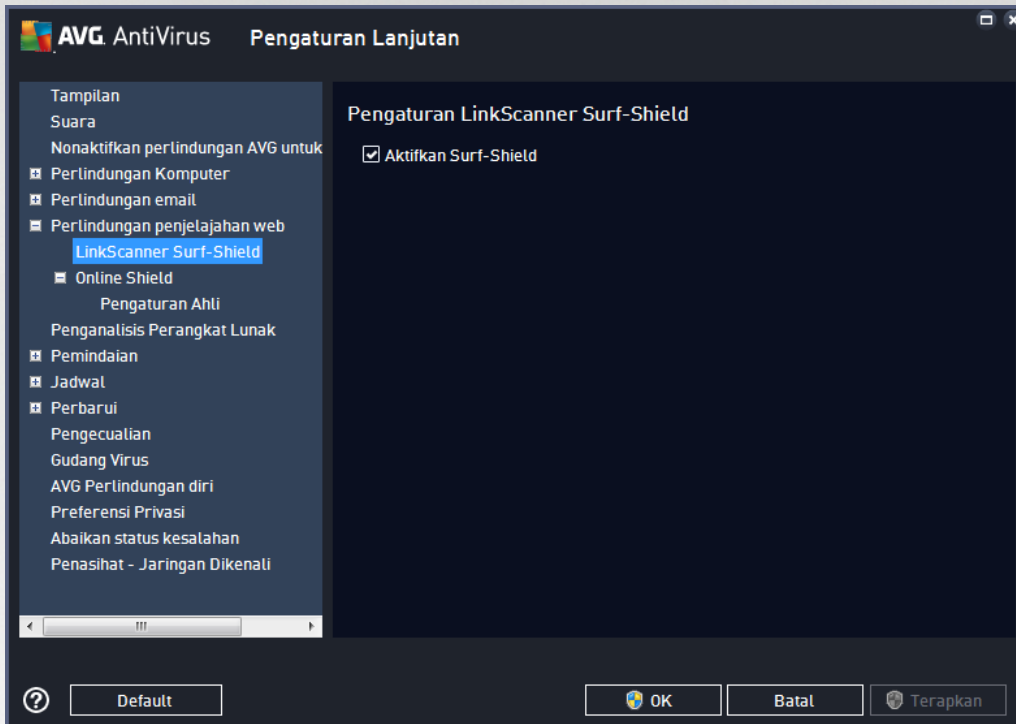 AVG. AntiVirus Pengaturan Lanjutan
Tampilan
Suara
Nonaktifkan perlindungan AVG untuk
Perlindungan Komputer
Perlindungan email
Perlindungan penjelajahan web
LinkScanner Surf-Shield
Online Shield
Pengaturan Ahli
Penganalisis Perangkat Lunak
Pemindaian
Jadwal
Perbarui
Pengecualian
Gudang Virus
AVG Perlindungan diri
Preferensi Privasi
Abaikan status kesalahan
Penasihat - Jaringan Dikenali
Pengaturan LinkScanner Surf-Shield
Aktifkan Surf-Shield
? Default OK Batal Terapkan